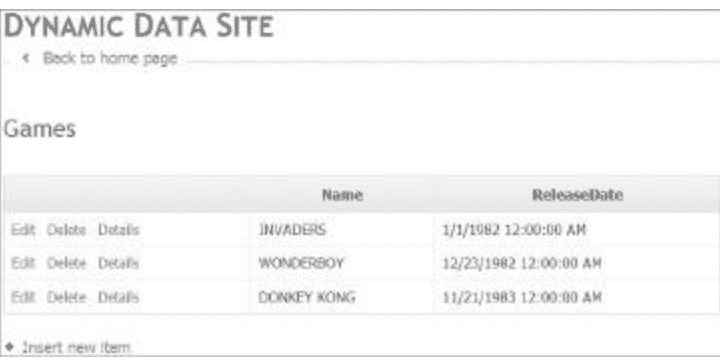 DYNAMIC DATA SITE
< Back to home page
Games
Name ReleaseDate
Edit Delete Details INVADERS 1/1/1982 12:00:00 AM
Edit Delete Details WONDERBOY 12/23/1982 12:00:00 AM
Edit Delete Details DONKEY KONG 11/21/1983 12:00:00 AM
Insert new item